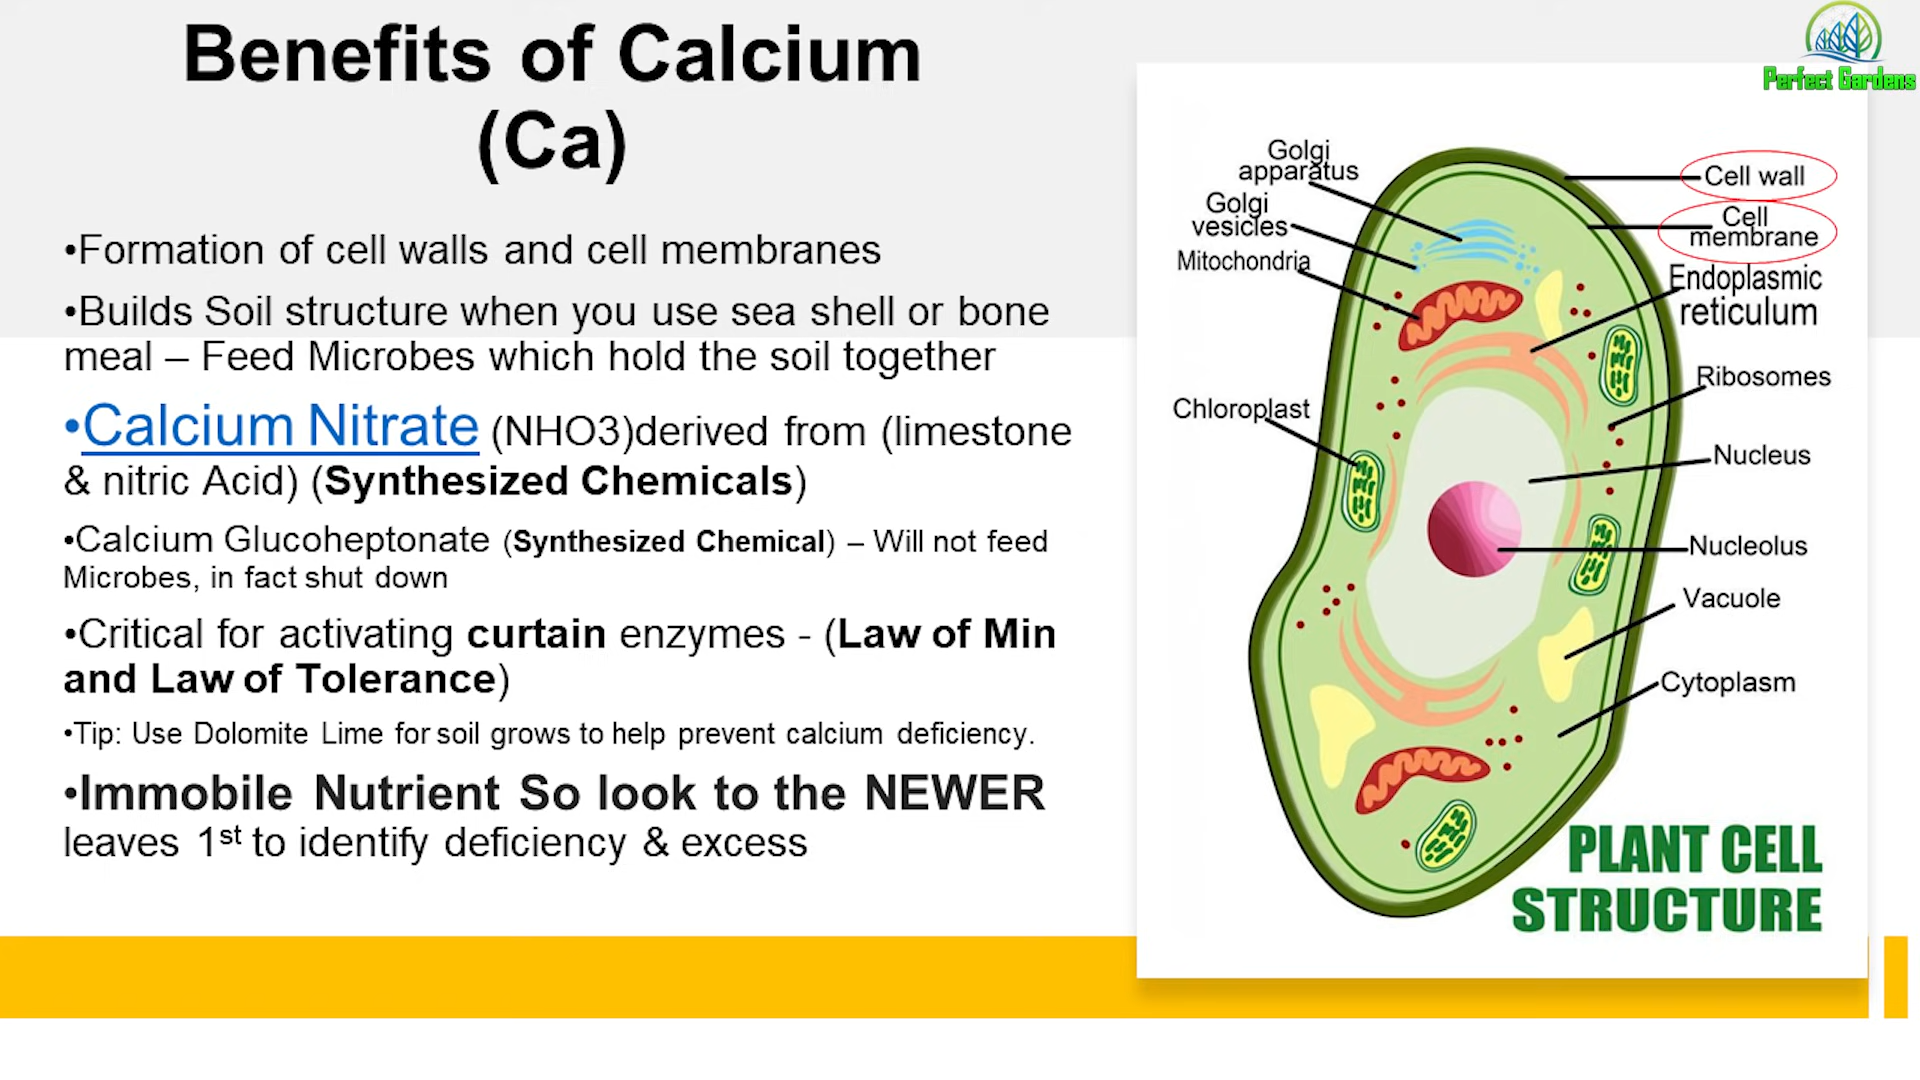 Benefits of Calcium
(Ca)
•Formation of cell walls and cell membranes
•Builds Soil structure when you use sea shell or bone
meal – Feed Microbes which hold the soil together
•Calcium Nitrate (NHO3)derived from (limestone
& nitric Acid) (Synthesized Chemicals)
•Calcium Glucoheptonate (Synthesized Chemical) – Will not feed
Microbes, in fact shut down
•Critical for activating curtain enzymes - (Law of Min
and Law of Tolerance)
•Tip: Use Dolomite Lime for soil grows to help prevent calcium deficiency.
•Immobile Nutrient So look to the NEWER
leaves 1st to identify deficiency & excess
Perfect Gardens
Golgi
apparatus
Golgi
vesicles
Mitochondria
Chloroplast
Cell wall
Cell
membrane
Endoplasmic
reticulum
Ribosomes
Nucleus
Nucleolus
Vacuole
Cytoplasm
PLANT CELL
STRUCTURE